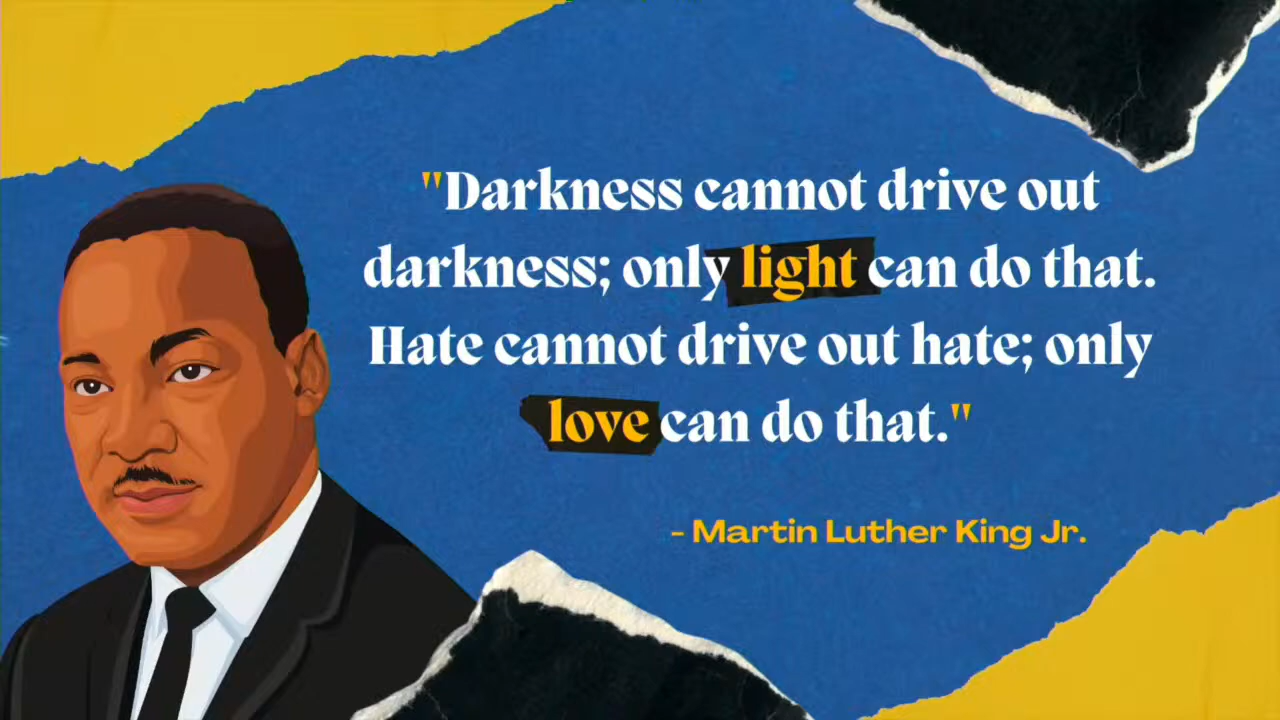 "Darkness cannot drive out
darkness; only light can do that.
Hate cannot drive out hate; only
love can do that."
- Martin Luther King Jr.